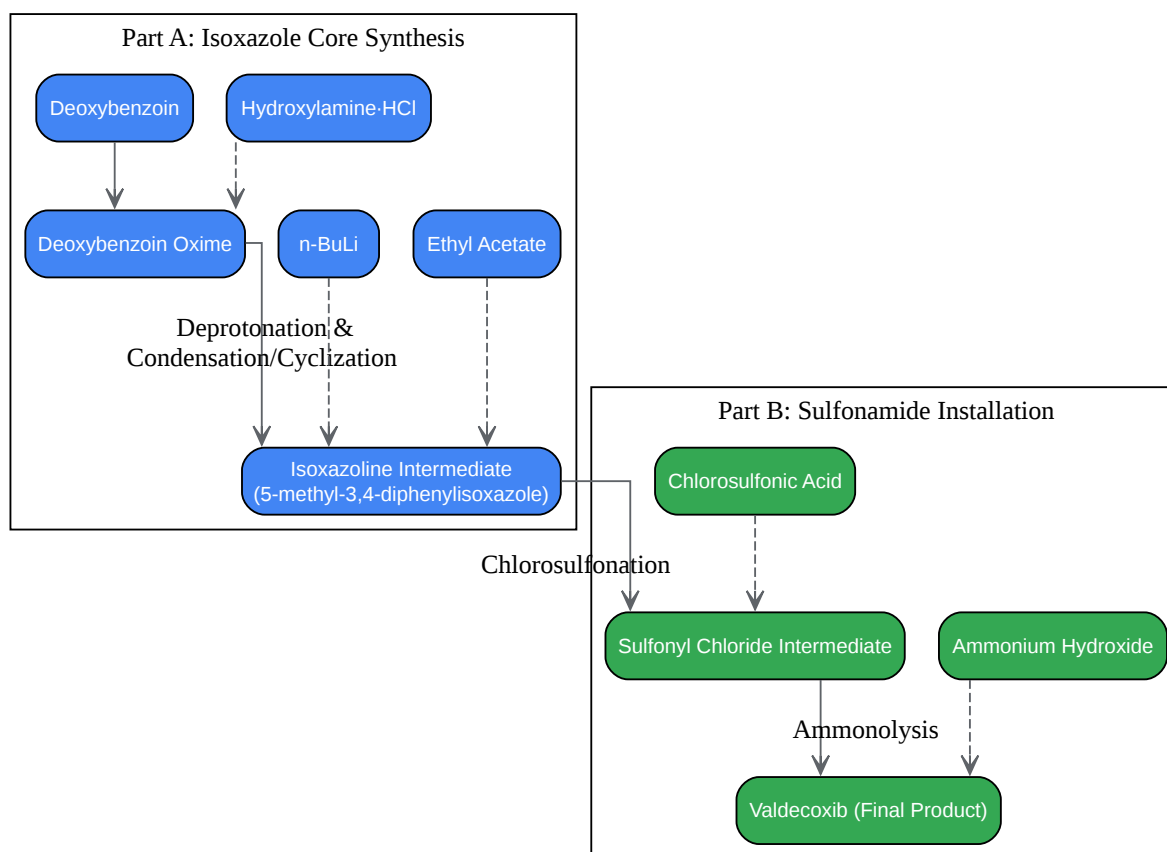 Part A: Isoxazole Core Synthesis
Deoxybenzoin
Hydroxylamine·HCl
Deoxybenzoin Oxime
n-BuLi
Ethyl Acetate
Deprotonation &
Condensation/Cyclization
Isoxazoline Intermediate
(5-methyl-3,4-diphenylisoxazole)
Part B: Sulfonamide Installation
Chlorosulfonic Acid
Chlorosulfonation
Sulfonyl Chloride Intermediate
Ammonium Hydroxide
Ammonolysis
Valdecoxib (Final Product)